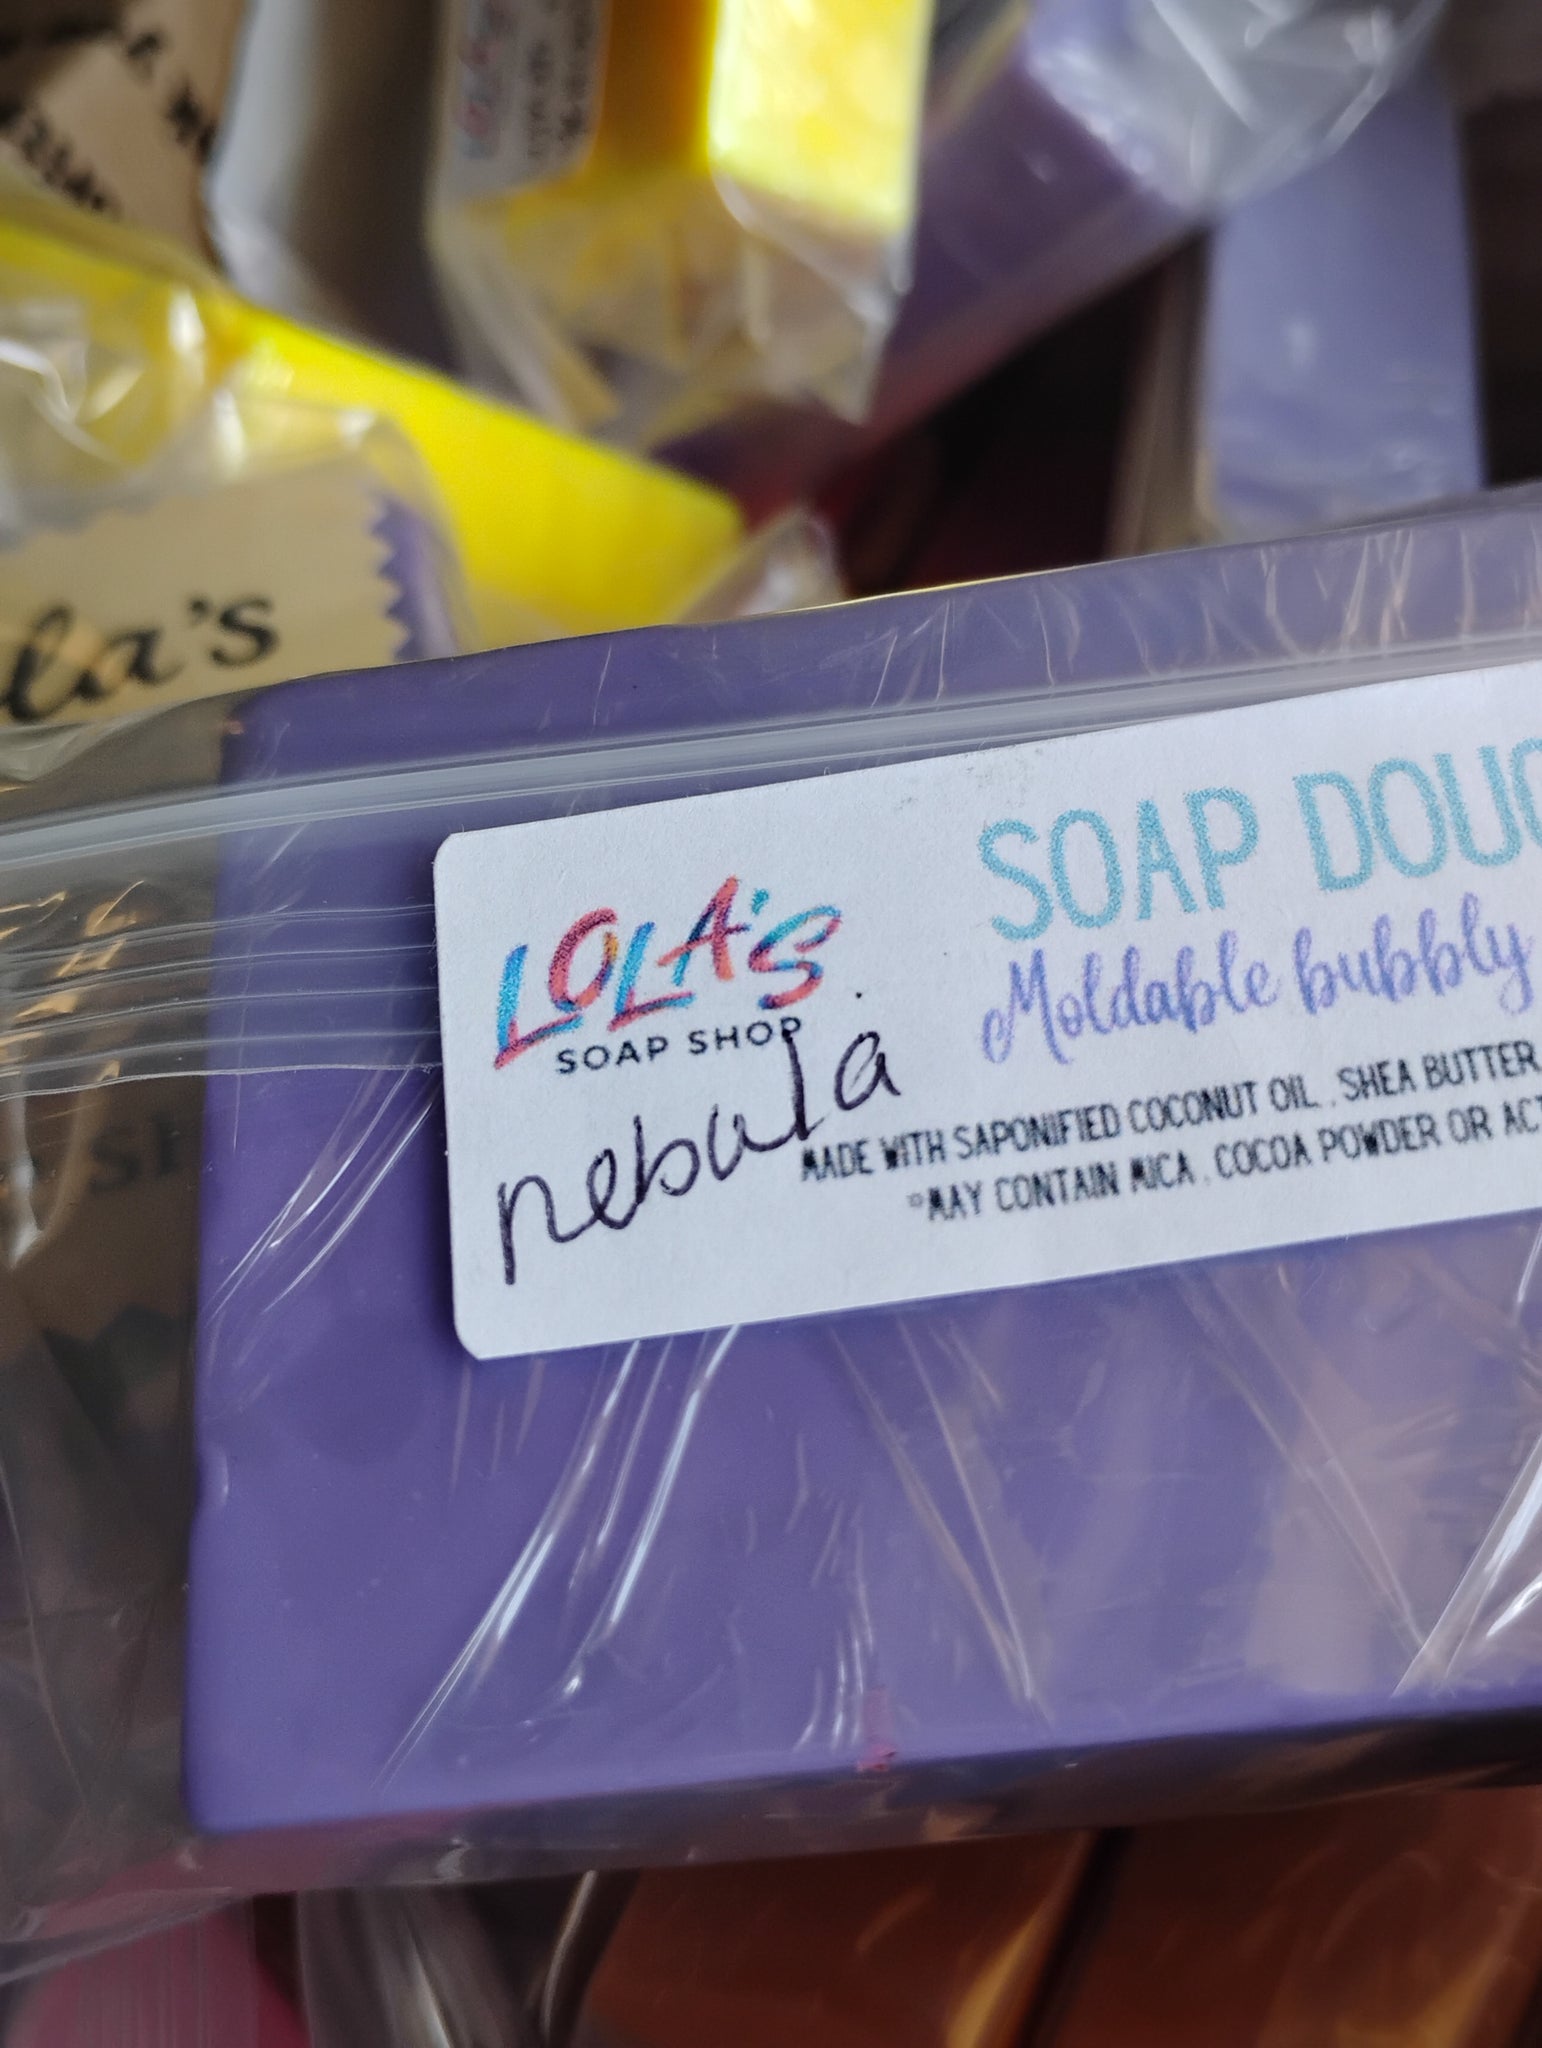 la's
LOLA'S
SOAP SHOP
nebula
SOAP DOUG
Moldable bubbly
MADE WITH SAPONIFIED COCONUT OIL . SHEA BUTTER
*MAY CONTAIN MICA . COCOA POWDER OR ACT